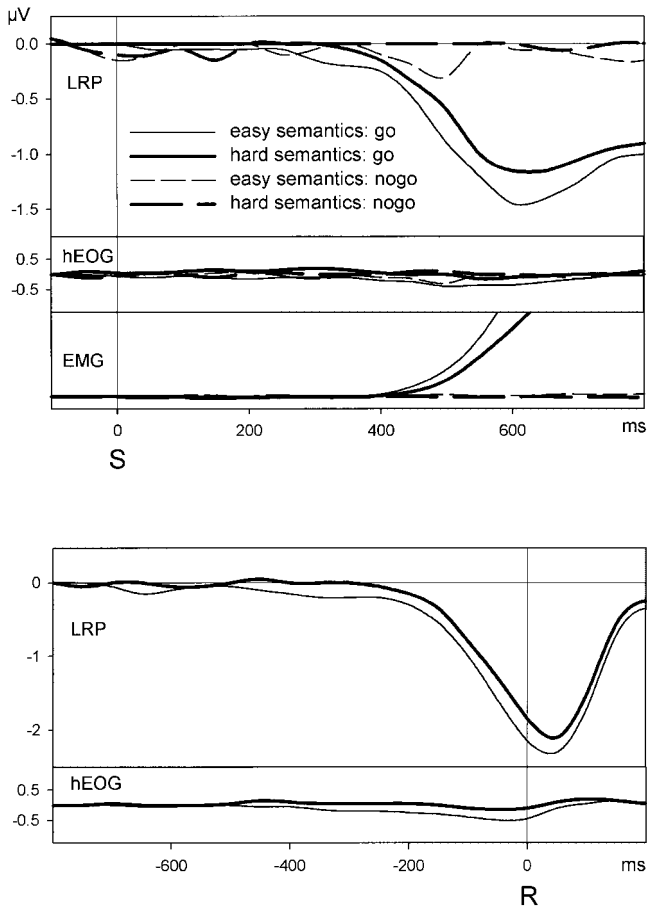 µV
0.0
LRP
-0.5
easy semantics: go
hard semantics: go
-1.0
easy semantics: nogo
hard semantics: nogo
-1.5
hEOG
0.5
-0.5
EMG
0 200 400 600 ms
S
0
LRP
-1
-2
hEOG
0.5
-0.5
-600 -400 -200 0 ms
R